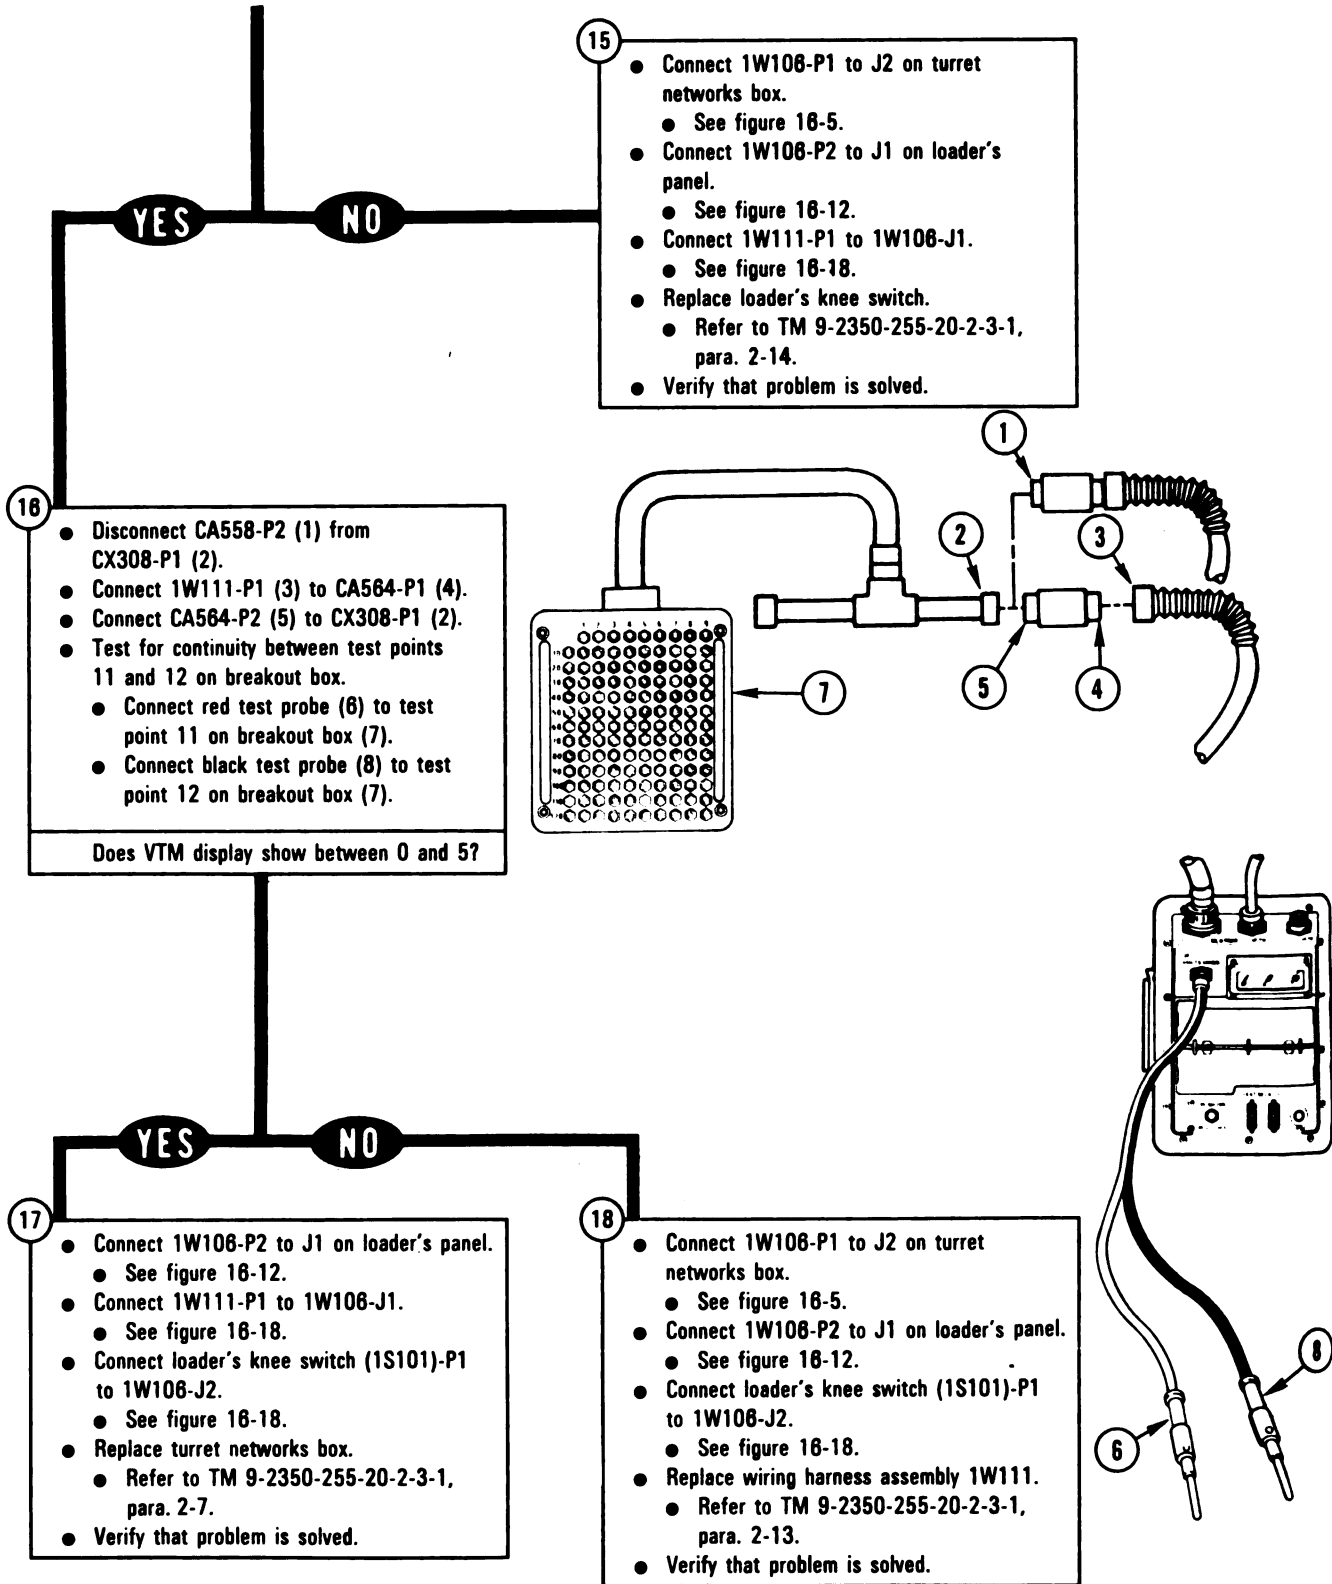 YES
NO
15
● Connect 1W106-P1 to J2 on turret
networks box.
● See figure 16-5.
● Connect 1W106-P2 to J1 on loader's
panel.
● See figure 16-12.
● Connect 1W111-P1 to 1W106-J1.
● See figure 16-18.
● Replace loader's knee switch.
● Refer to TM 9-2350-255-20-2-3-1,
para. 2-14.
● Verify that problem is solved.
16
● Disconnect CA558-P2 (1) from
CX308-P1 (2).
● Connect 1W111-P1 (3) to CA564-P1 (4).
● Connect CA564-P2 (5) to CX308-P1 (2).
● Test for continuity between test points
11 and 12 on breakout box.
● Connect red test probe (6) to test
point 11 on breakout box (7).
● Connect black test probe (8) to test
point 12 on breakout box (7).
Does VTM display show between 0 and 5?
1
2
3
5
4
7
1 2 3 4 5 6 7 8 9
YES
NO
17
● Connect 1W106-P2 to J1 on loader's panel.
● See figure 16-12.
● Connect 1W111-P1 to 1W106-J1.
● See figure 16-18.
● Connect loader's knee switch (1S101)-P1
to 1W106-J2.
● See figure 16-18.
● Replace turret networks box.
● Refer to TM 9-2350-255-20-2-3-1,
para. 2-7.
● Verify that problem is solved.
18
● Connect 1W106-P1 to J2 on turret
networks box.
● See figure 16-5.
● Connect 1W106-P2 to J1 on loader's panel.
● See figure 16-12.
● Connect loader's knee switch (1S101)-P1
to 1W106-J2.
● See figure 16-18.
● Replace wiring harness assembly 1W111.
● Refer to TM 9-2350-255-20-2-3-1,
para. 2-13.
● Verify that problem is solved.
6
8